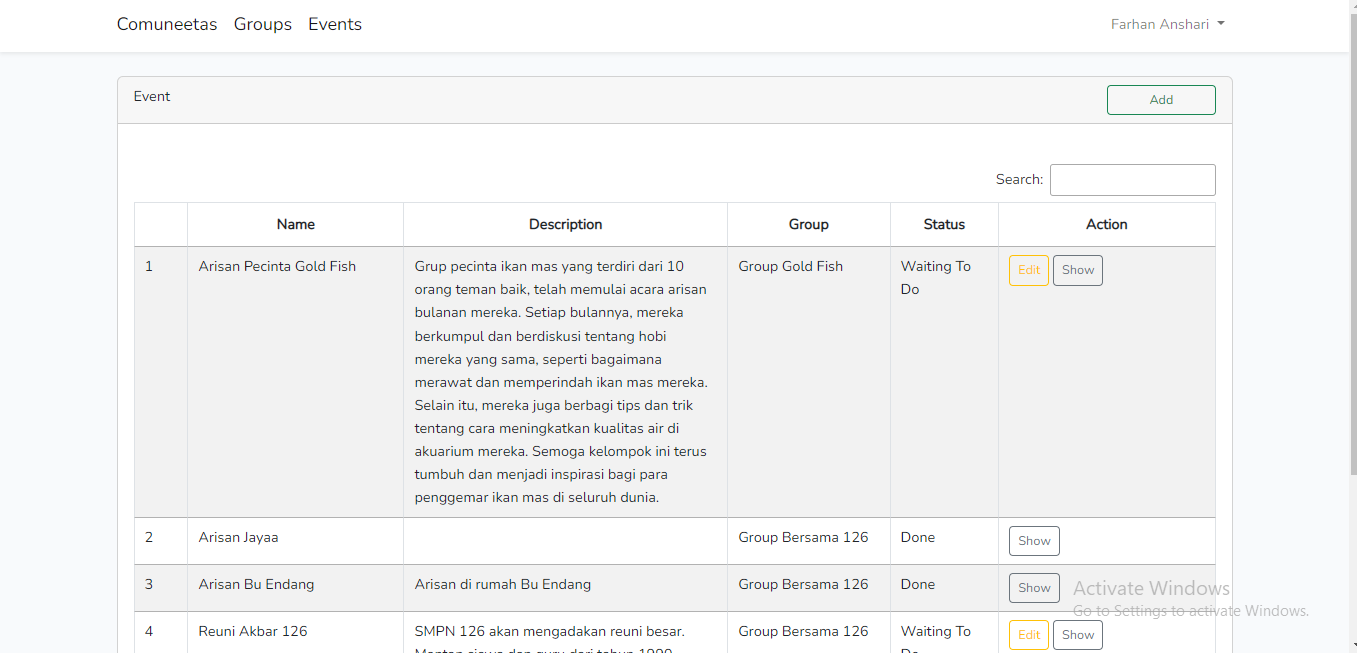 Comuneetas Groups Events Farhan Anshari
Event Add
Search:
Name Description Group Status Action
1 Arisan Pecinta Gold Fish Grup pecinta ikan mas yang terdiri dari 10 Group Gold Fish Waiting To Edit Show
orang teman baik, telah memulai acara arisan Do
bulanan mereka. Setiap bulannya, mereka
berkumpul dan berdiskusi tentang hobi
mereka yang sama, seperti bagaimana
merawat dan memperindah ikan mas mereka.
Selain itu, mereka juga berbagi tips dan trik
tentang cara meningkatkan kualitas air di
akuarium mereka. Semoga kelompok ini terus
tumbuh dan menjadi inspirasi bagi para
penggemar ikan mas di seluruh dunia.
2 Arisan Jayaa Group Bersama 126 Done Show
3 Arisan Bu Endang Arisan di rumah Bu Endang Group Bersama 126 Done Show
Activate Windows
Go to Settings to activate Windows.
4 Reuni Akbar 126 SMPN 126 akan mengadakan reuni besar. Group Bersama 126 Waiting To Edit Show